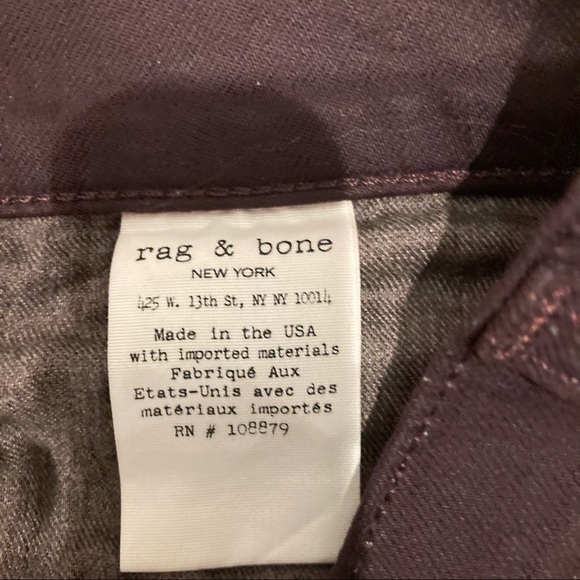 rag & bone
NEW YORK
425 W. 13th St, NY NY 10014
Made in the USA
with imported materials
Fabriqué Aux
Etats-Unis avec des
matériaux importés
RN # 108879